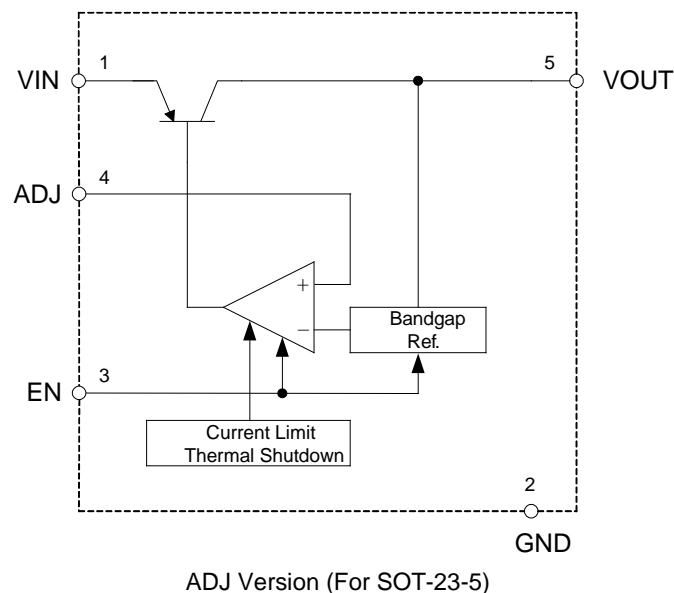 1
VIN
5
VOUT
4
ADJ
+
−
Bandgap
Ref.
3
EN
Current Limit
Thermal Shutdown
2
GND
ADJ Version (For SOT-23-5)